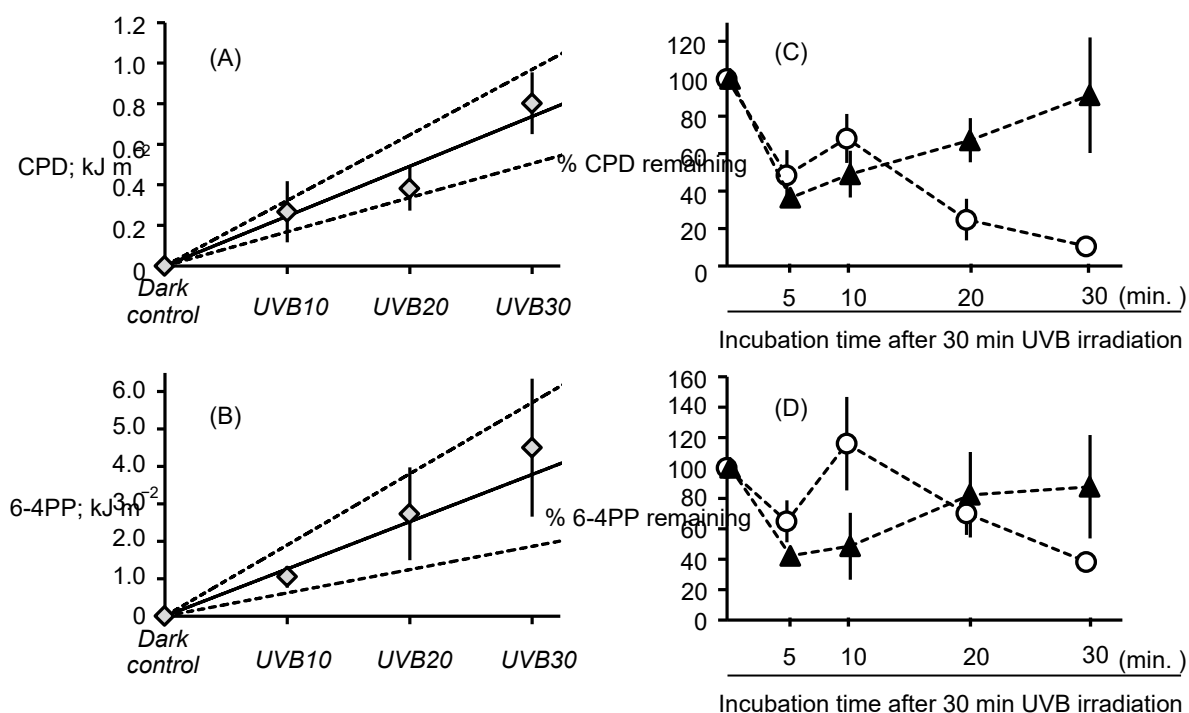 1.2
(A)
1.0
0.8
0.6
CPD; kJ m-2
0.4
0.2
0
Dark
control
UVB10
UVB20
UVB30
120
(C)
100
80
60
% CPD remaining
40
20
0
5
10
20
30
(min. )
Incubation time after 30 min UVB irradiation
6.0
(B)
5.0
4.0
3.0
6-4PP; kJ m-2
2.0
1.0
0
Dark
control
UVB10
UVB20
UVB30
160
140
(D)
120
100
80
% 6-4PP remaining
60
40
20
0
5
10
20
30
(min. )
Incubation time after 30 min UVB irradiation